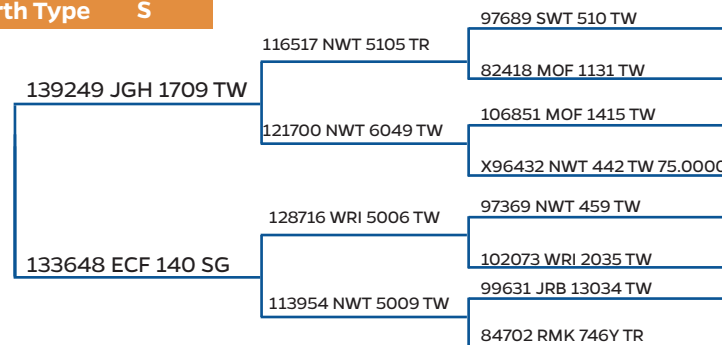 rth Type S
97689 SWT 510 TW
116517 NWT 5105 TR
82418 MOF 1131 TW
139249 JGH 1709 TW
106851 MOF 1415 TW
121700 NWT 6049 TW
X96432 NWT 442 TW 75.0000
97369 NWT 459 TW
128716 WRI 5006 TW
102073 WRI 2035 TW
133648 ECF 140 SG
99631 JRB 13034 TW
113954 NWT 5009 TW
84702 RMK 746Y TR